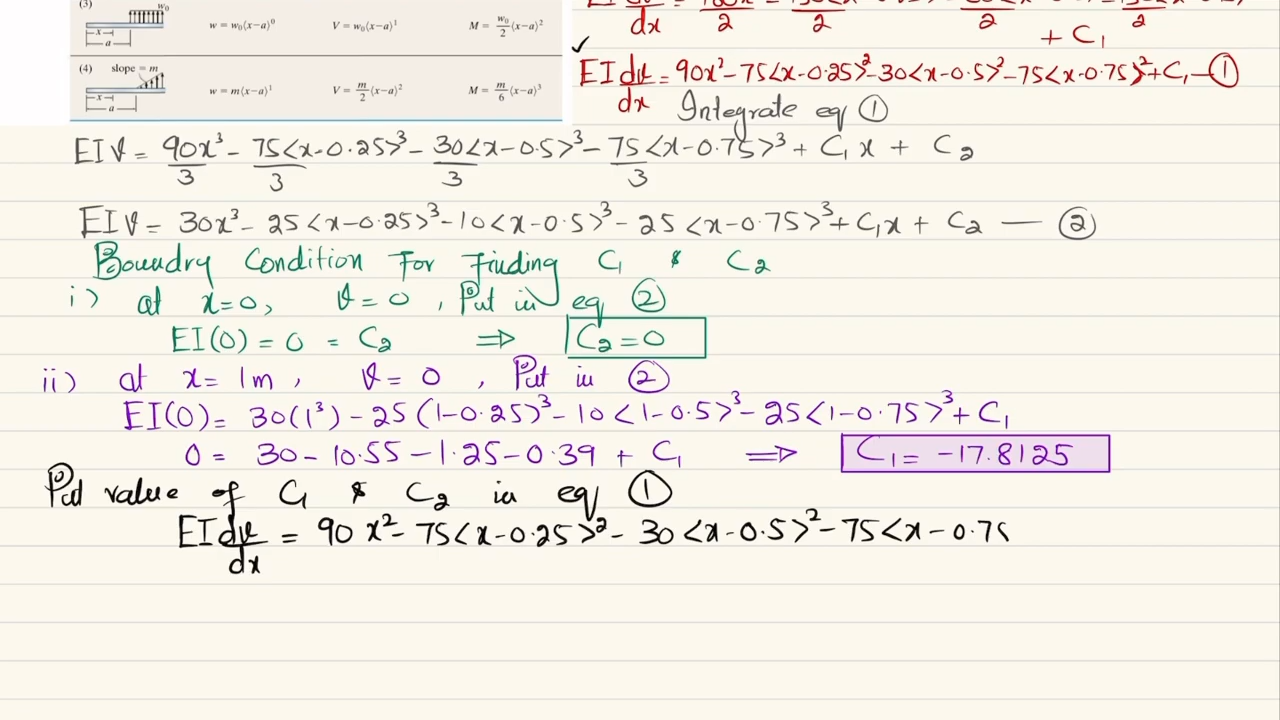 (3)
w₀
x
a
w = w₀⟨x−a⟩⁰
V = w₀⟨x−a⟩¹
M = w₀/2 ⟨x−a⟩²
(4)
slope = m
x
a
w = m⟨x−a⟩¹
V = m/2 ⟨x−a⟩²
M = m/6 ⟨x−a⟩³
dx 2 2 2 2
+ C₁
✓
EI dv/dx = 90x² − 75<x−0.25>² − 30<x−0.5>² − 75<x−0.75>² + C₁ — ①
Integrate eq ①
EIv = 90x³/3 − 75<x−0.25>³/3 − 30<x−0.5>³/3 − 75<x−0.75>³/3 + C₁x + C₂
EIv = 30x³ − 25<x−0.25>³ − 10<x−0.5>³ − 25<x−0.75>³ + C₁x + C₂ — ②
Boundry Condition For Finding C₁ & C₂
i) at x=0, v=0, Put in eq ②
EI(0) = 0 = C₂ ⇒ C₂=0
ii) at x=1m, v=0, Put in ②
EI(0) = 30(1³) − 25(1−0.25>³ − 10<1−0.5>³ − 25<1−0.75>³ + C₁
0 = 30 − 10.55 − 1.25 − 0.39 + C₁ ⇒ C₁ = −17.8125
Put value of C₁ & C₂ in eq ①
EI dv/dx = 90x² − 75<x−0.25>² − 30<x−0.5>² − 75<x−0.75